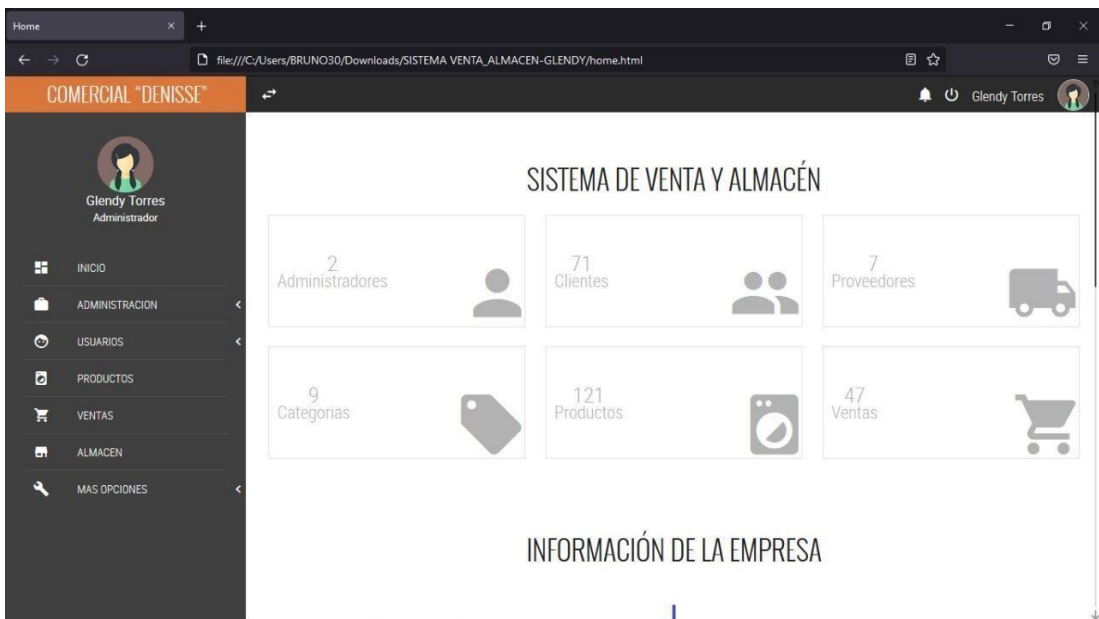 Home
file:///C:/Users/BRUNO30/Downloads/SISTEMA VENTA_ALMACEN-GLENDY/home.html
COMERCIAL "DENISSE"
Glendy Torres
Glendy Torres
Administrador
INICIO
ADMINISTRACION
USUARIOS
PRODUCTOS
VENTAS
ALMACEN
MAS OPCIONES
SISTEMA DE VENTA Y ALMACÉN
2
Administradores
71
Clientes
7
Proveedores
9
Categorias
121
Productos
47
Ventas
INFORMACIÓN DE LA EMPRESA